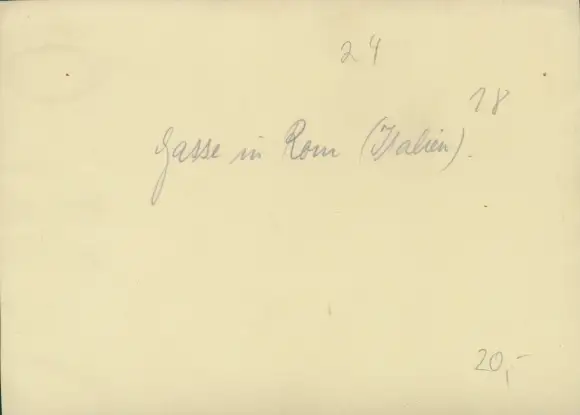 24
18
Gasse in Rom (Italien).
20,-